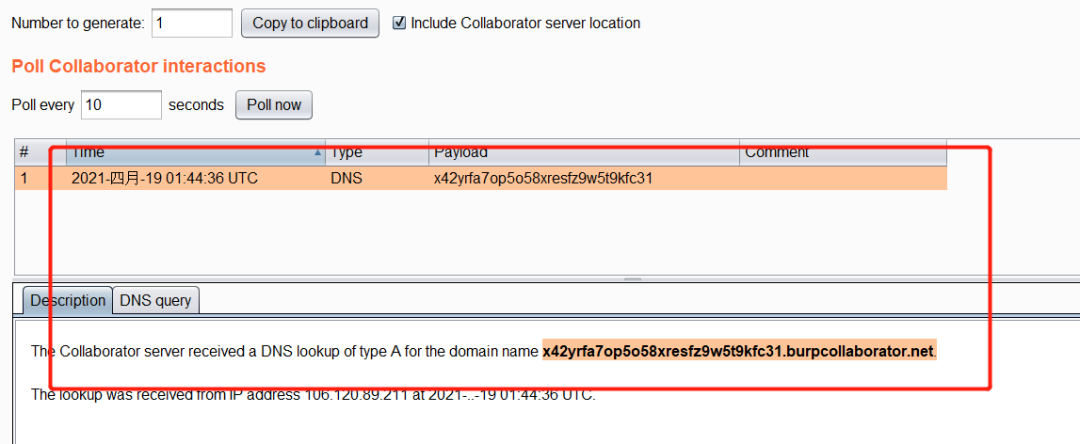 Number to generate: 1 Copy to clipboard Include Collaborator server location
Poll Collaborator interactions
Poll every 10 seconds Poll now
# Time Type Payload Comment
1 2021-四月-19 01:44:36 UTC DNS x42yrfa7op5o58xresfz9w5t9kfc31
Description DNS query
The Collaborator server received a DNS lookup of type A for the domain name x42yrfa7op5o58xresfz9w5t9kfc31.burpcollaborator.net.
The lookup was received from IP address 106.120.89.211 at 2021-..-19 01:44:36 UTC.